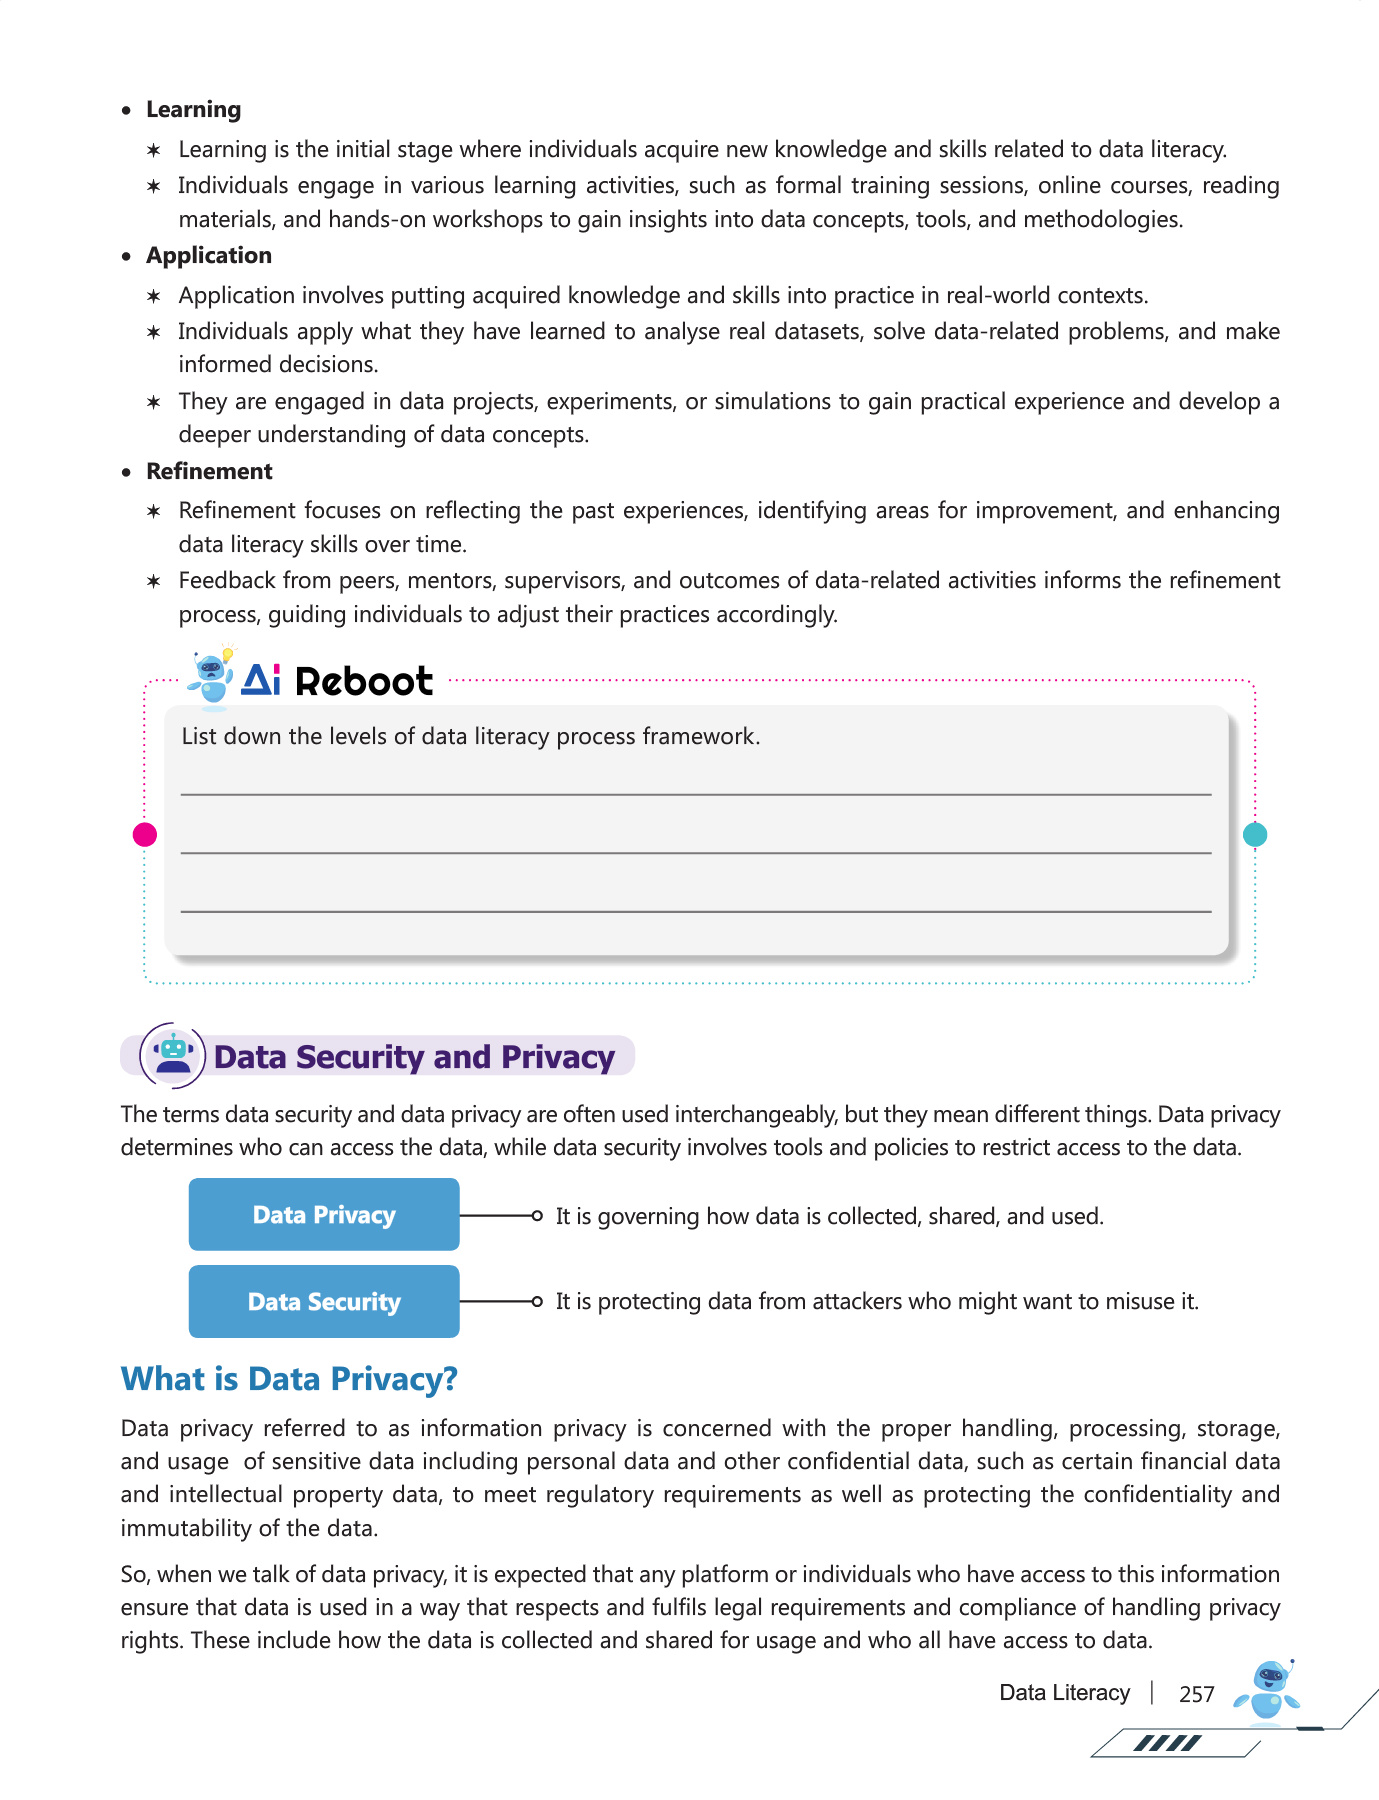 • Learning
✶ Learning is the initial stage where individuals acquire new knowledge and skills related to data literacy.
✶ Individuals engage in various learning activities, such as formal training sessions, online courses, reading
materials, and hands-on workshops to gain insights into data concepts, tools, and methodologies.
• Application
✶ Application involves putting acquired knowledge and skills into practice in real-world contexts.
✶ Individuals apply what they have learned to analyse real datasets, solve data-related problems, and make
informed decisions.
✶ They are engaged in data projects, experiments, or simulations to gain practical experience and develop a
deeper understanding of data concepts.
• Refinement
✶ Refinement focuses on reflecting the past experiences, identifying areas for improvement, and enhancing
data literacy skills over time.
✶ Feedback from peers, mentors, supervisors, and outcomes of data-related activities informs the refinement
process, guiding individuals to adjust their practices accordingly.
Ai Reboot
List down the levels of data literacy process framework.
Data Security and Privacy
The terms data security and data privacy are often used interchangeably, but they mean different things. Data privacy
determines who can access the data, while data security involves tools and policies to restrict access to the data.
Data Privacy It is governing how data is collected, shared, and used.
Data Security It is protecting data from attackers who might want to misuse it.
What is Data Privacy?
Data privacy referred to as information privacy is concerned with the proper handling, processing, storage,
and usage of sensitive data including personal data and other confidential data, such as certain financial data
and intellectual property data, to meet regulatory requirements as well as protecting the confidentiality and
immutability of the data.
So, when we talk of data privacy, it is expected that any platform or individuals who have access to this information
ensure that data is used in a way that respects and fulfils legal requirements and compliance of handling privacy
rights. These include how the data is collected and shared for usage and who all have access to data.
Data Literacy | 257